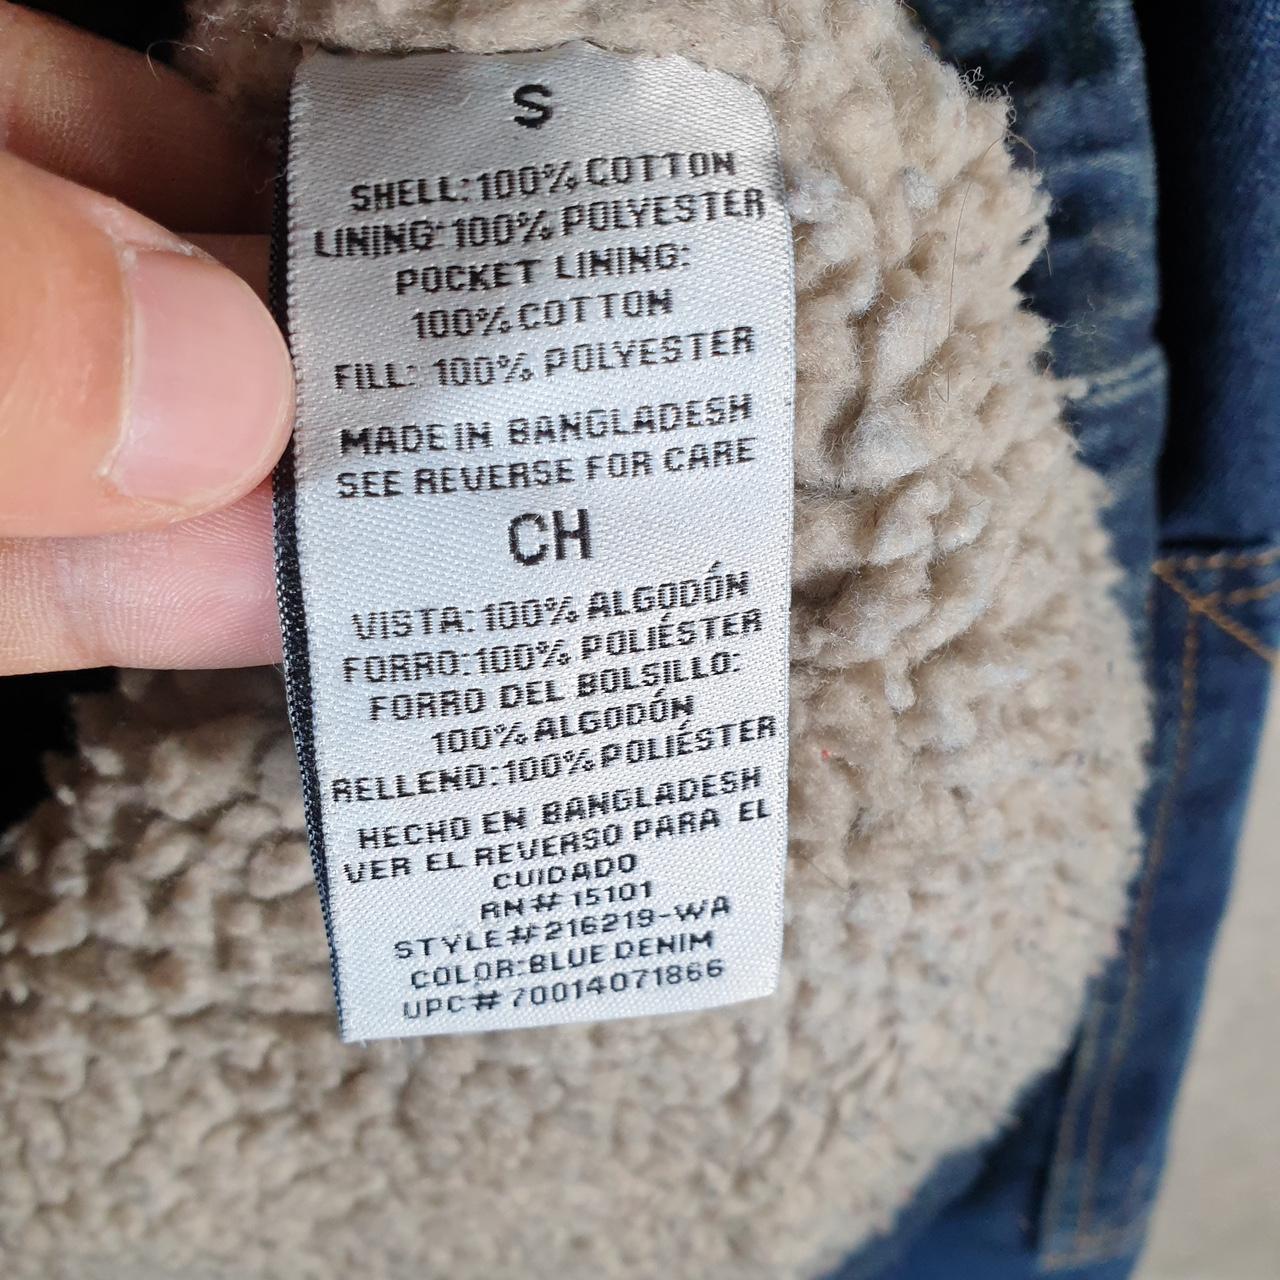 S
SHELL: 100% COTTON
LINING: 100% POLYESTER
POCKET LINING:
100% COTTON
FILL: 100% POLYESTER
MADE IN BANGLADESH
SEE REVERSE FOR CARE
CH
VISTA: 100% ALGODÓN
FORRO: 100% POLIÉSTER
FORRO DEL BOLSILLO:
100% ALGODÓN
RELLENO: 100% POLIÉSTER
HECHO EN BANGLADESH
VER EL REVERSO PARA EL
CUIDADO
RN# 15101
STYLE# 216219-WA
COLOR: BLUE DENIM
UPC# 70014071866